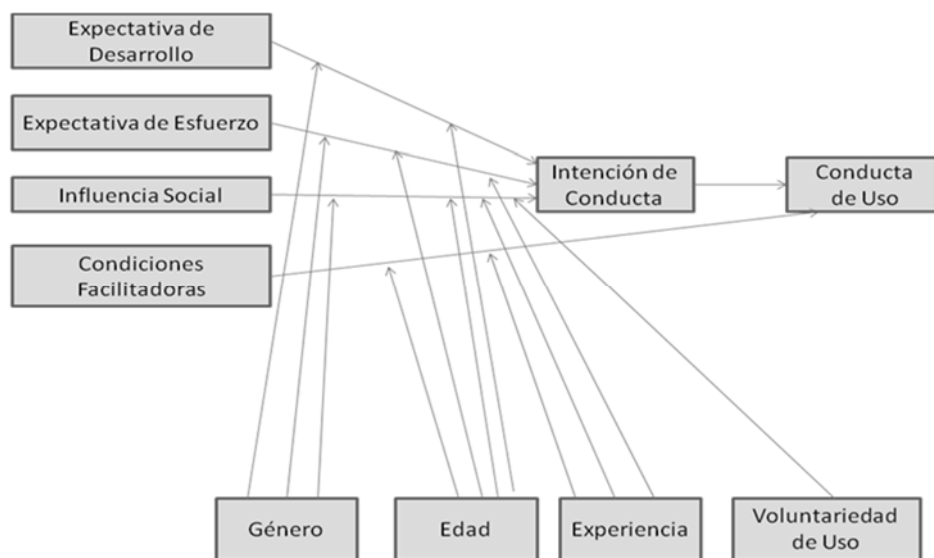 Expectativa de
Desarrollo
Expectativa de Esfuerzo
Influencia Social
Condiciones
Facilitadoras
Intención de
Conducta
Conducta
de Uso
Género
Edad
Experiencia
Voluntariedad
de Uso